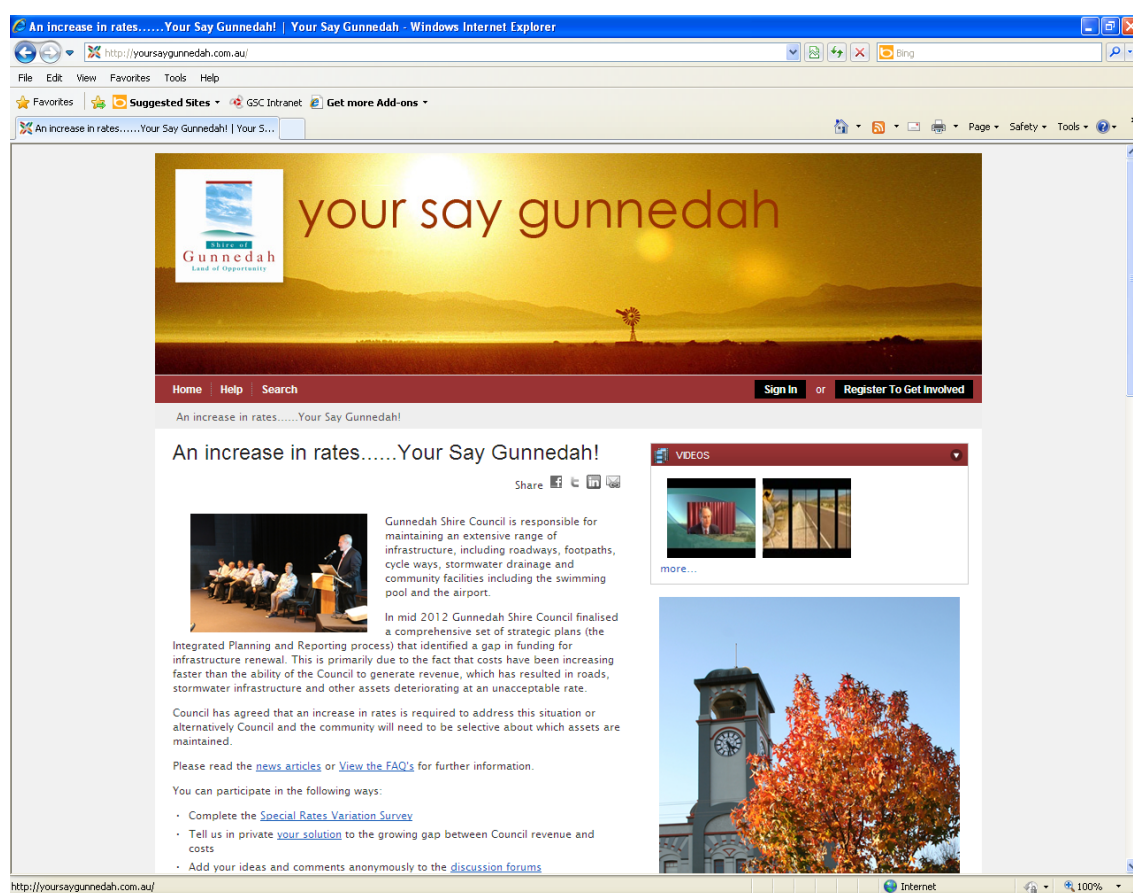 An increase in rates......Your Say Gunnedah! | Your Say Gunnedah - Windows Internet Explorer
http://yoursaygunnedah.com.au/
Bing
File Edit View Favorites Tools Help
Favorites Suggested Sites GSC Intranet Get more Add-ons
An increase in rates......Your Say Gunnedah! | Your S...
Page Safety Tools
your say gunnedah
Shire of
Gunnedah
Land of Opportunity
Home Help Search
Sign In or Register To Get Involved
An increase in rates......Your Say Gunnedah!
An increase in rates......Your Say Gunnedah!
Share
Gunnedah Shire Council is responsible for
maintaining an extensive range of
infrastructure, including roadways, footpaths,
cycle ways, stormwater drainage and
community facilities including the swimming
pool and the airport.
In mid 2012 Gunnedah Shire Council finalised
a comprehensive set of strategic plans (the
Integrated Planning and Reporting process) that identified a gap in funding for
infrastructure renewal. This is primarily due to the fact that costs have been increasing
faster than the ability of the Council to generate revenue, which has resulted in roads,
stormwater infrastructure and other assets deteriorating at an unacceptable rate.
Council has agreed that an increase in rates is required to address this situation or
alternatively Council and the community will need to be selective about which assets are
maintained.
Please read the news articles or View the FAQ's for further information.
You can participate in the following ways:
· Complete the Special Rates Variation Survey
· Tell us in private your solution to the growing gap between Council revenue and
costs
· Add your ideas and comments anonymously to the discussion forums
VIDEOS
more...
http://yoursaygunnedah.com.au/
Internet
100%